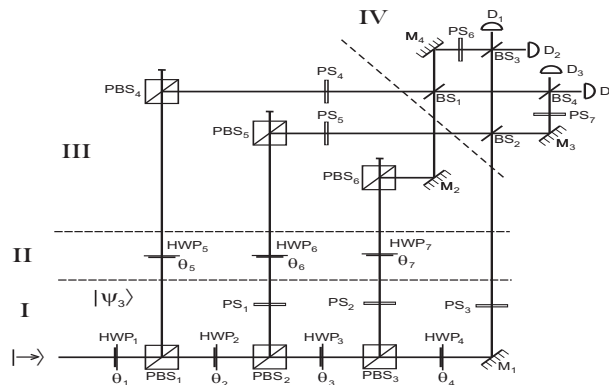 IV
D₁
M₄
PS₆
D₂
BS₃
D₃
PBS₄
PS₄
BS₁
BS₄
D
PS₇
PBS₅
PS₅
BS₂
M₃
III
PBS₆
M₂
II
HWP₅
HWP₆
HWP₇
θ₅
θ₆
θ₇
I
|ψ₃⟩
PS₁
PS₂
PS₃
HWP₁
HWP₂
HWP₃
HWP₄
|→⟩
M₁
θ₁
PBS₁
θ₂
PBS₂
θ₃
PBS₃
θ₄